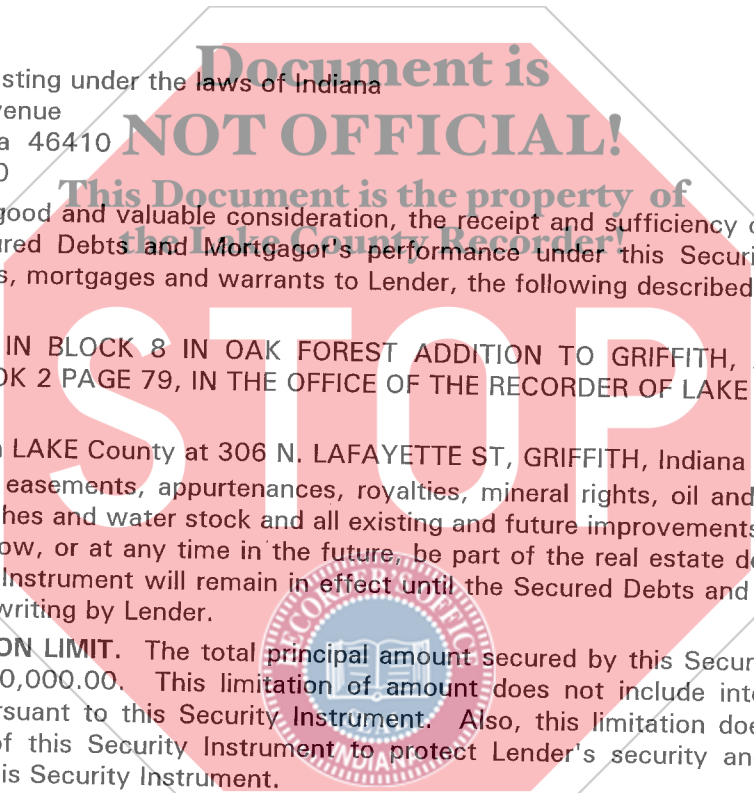 Document is
sting under the laws of Indiana
venue
NOT OFFICIAL!
a 46410
0
This Document is the property of
good and valuable consideration, the receipt and sufficiency o
the Lake County Recorder!
ured Debts and Mortgagor's performance under this Securi
s, mortgages and warrants to Lender, the following described
STOP
IN BLOCK 8 IN OAK FOREST ADDITION TO GRIFFITH,
OK 2 PAGE 79, IN THE OFFICE OF THE RECORDER OF LAKE
LAKE County at 306 N. LAFAYETTE ST, GRIFFITH, Indiana
easements, appurtenances, royalties, mineral rights, oil and
hes and water stock and all existing and future improvements
ow, or at any time in the future, be part of the real estate de
Instrument will remain in effect until the Secured Debts and
writing by Lender.
RECORDER'S OFFICE
ON LIMIT. The total principal amount secured by this Secur
0,000.00. This limitation of amount does not include inte
rsuant to this Security Instrument. Also, this limitation doe
of this Security Instrument to protect Lender's security an
INDIANA
is Security Instrument.